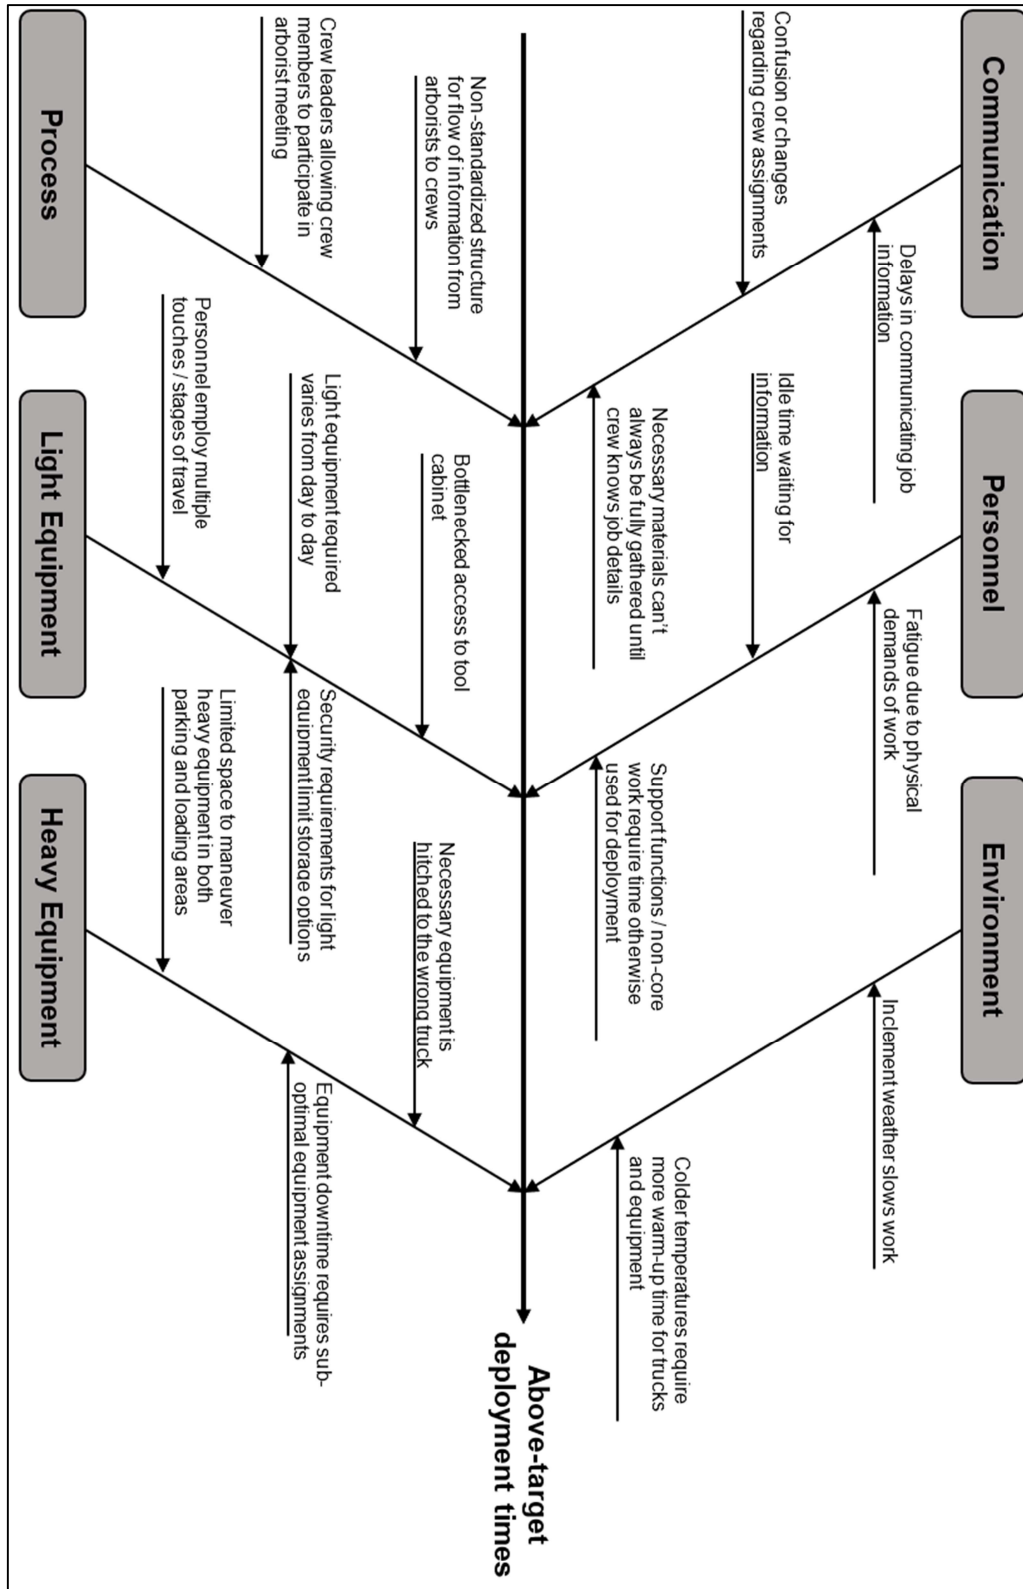 Communication
Personnel
Environment
Delays in communicating job
information
Confusion or changes
regarding crew assignments
Necessary materials can't
always be fully gathered until
crew knows job details
Fatigue due to physical
demands of work
Idle time waiting for
information
Support functions / non-core
work require time otherwise
used for deployment
Inclement weather slows work
Colder temperatures require
more warm-up time for trucks
and equipment
Above-target
deployment times
Non-standardized structure
for flow of information from
arborists to crews
Crew leaders allowing crew
members to participate in
arborist meeting
Bottlenecked access to tool
cabinet
Light equipment required
varies from day to day
Security requirements for light
equipment limit storage options
Personnel employ multiple
touches / stages of travel
Necessary equipment is
hitched to the wrong truck
Equipment downtime requires sub-
optimal equipment assignments
Limited space to maneuver
heavy equipment in both
parking and loading areas
Process
Light Equipment
Heavy Equipment